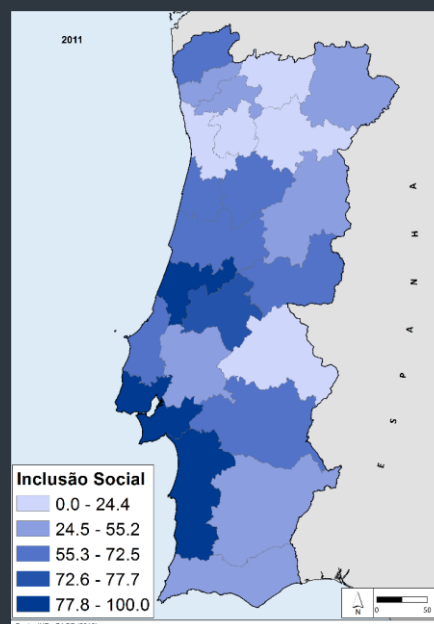 2011
ESPANHA
Inclusão Social
0.0 - 24.4
24.5 - 55.2
55.3 - 72.5
72.6 - 77.7
77.8 - 100.0
N
0 50